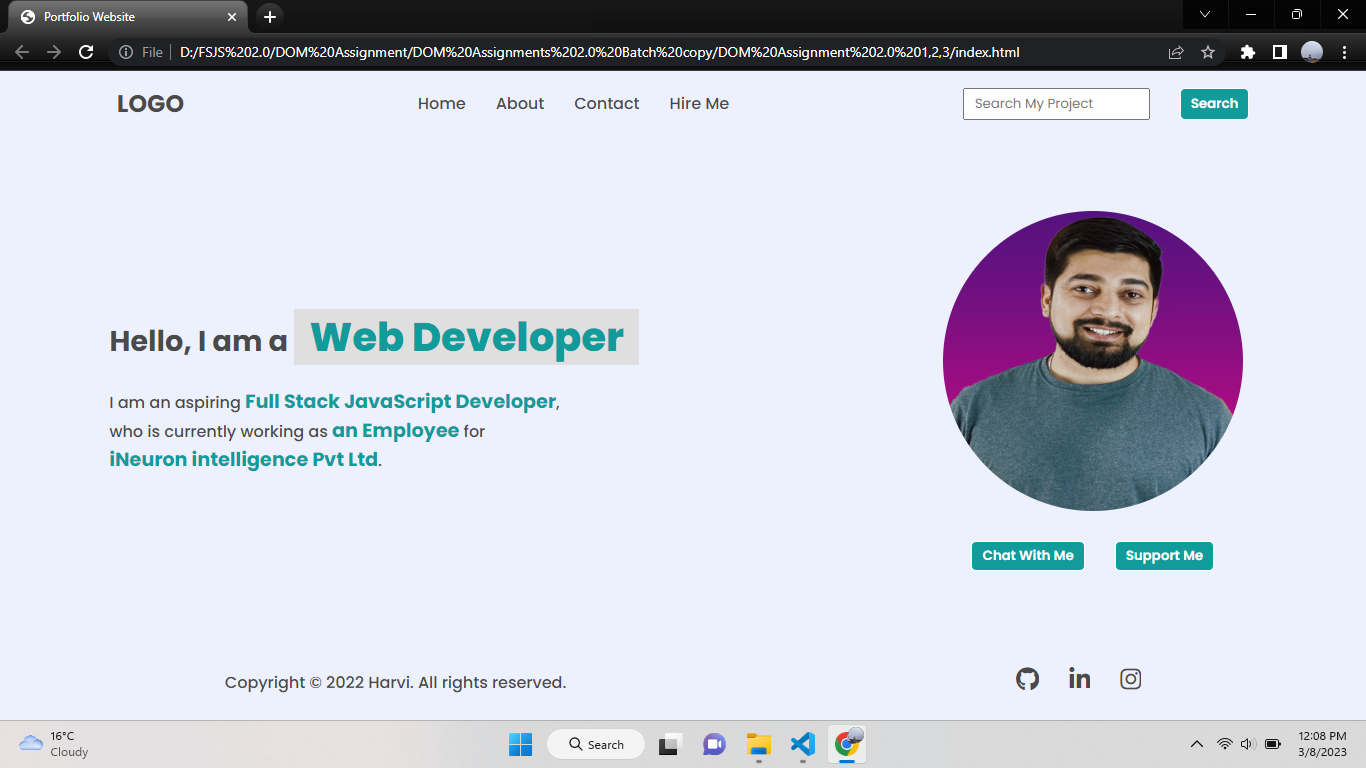 Portfolio Website
File
D:/FSJS%202.0/DOM%20Assignment/DOM%20Assignments%202.0%20Batch%20copy/DOM%20Assignment%202.0%201,2,3/index.html
LOGO
Home About Contact Hire Me
Search My Project
Search
Hello, I am a Web Developer
I am an aspiring Full Stack JavaScript Developer,
who is currently working as an Employee for
iNeuron intelligence Pvt Ltd.
Chat With Me
Support Me
Copyright © 2022 Harvi. All rights reserved.
16°C
Cloudy
Search
12:08 PM
3/8/2023